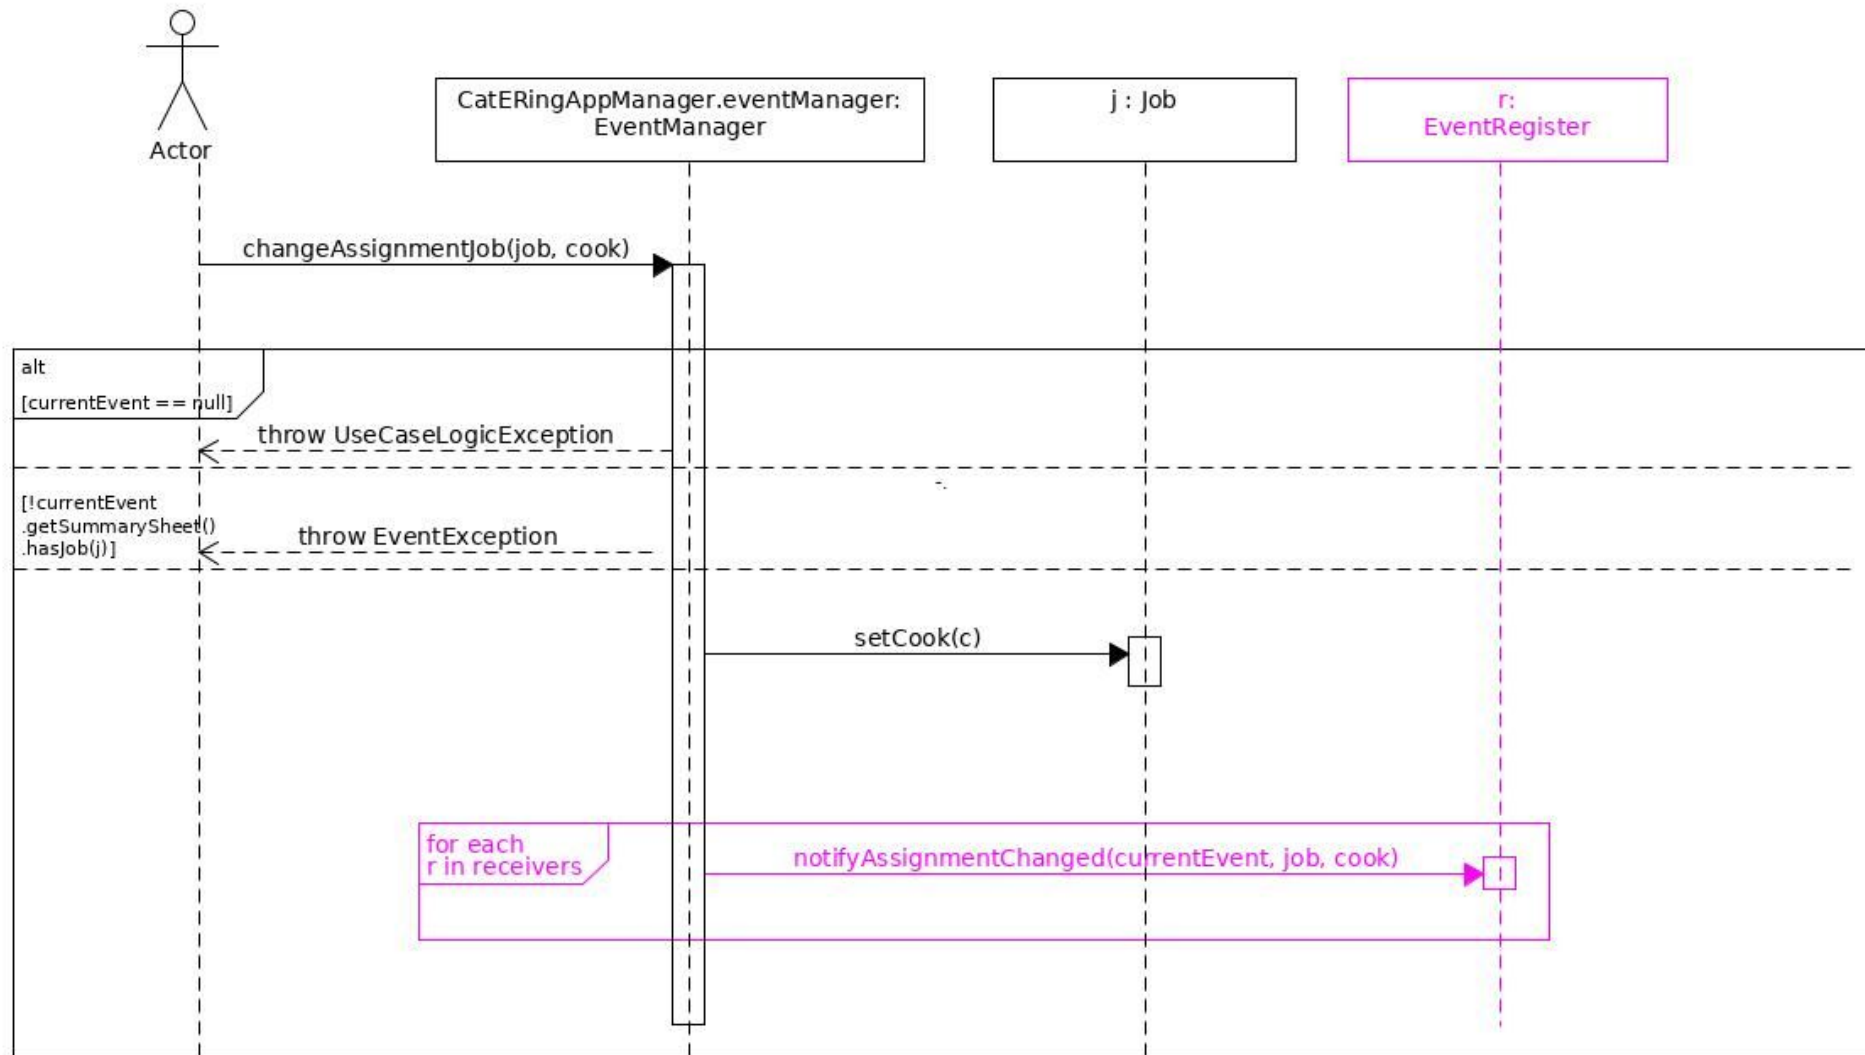 Actor
CatERingAppManager.eventManager:
EventManager
j : Job
r:
EventRegister
changeAssignmentJob(job, cook)
alt
[currentEvent == null]
throw UseCaseLogicException
-.
[!currentEvent
.getSummarySheet()
.hasJob(j)]
throw EventException
setCook(c)
for each
r in receivers
notifyAssignmentChanged(currentEvent, job, cook)